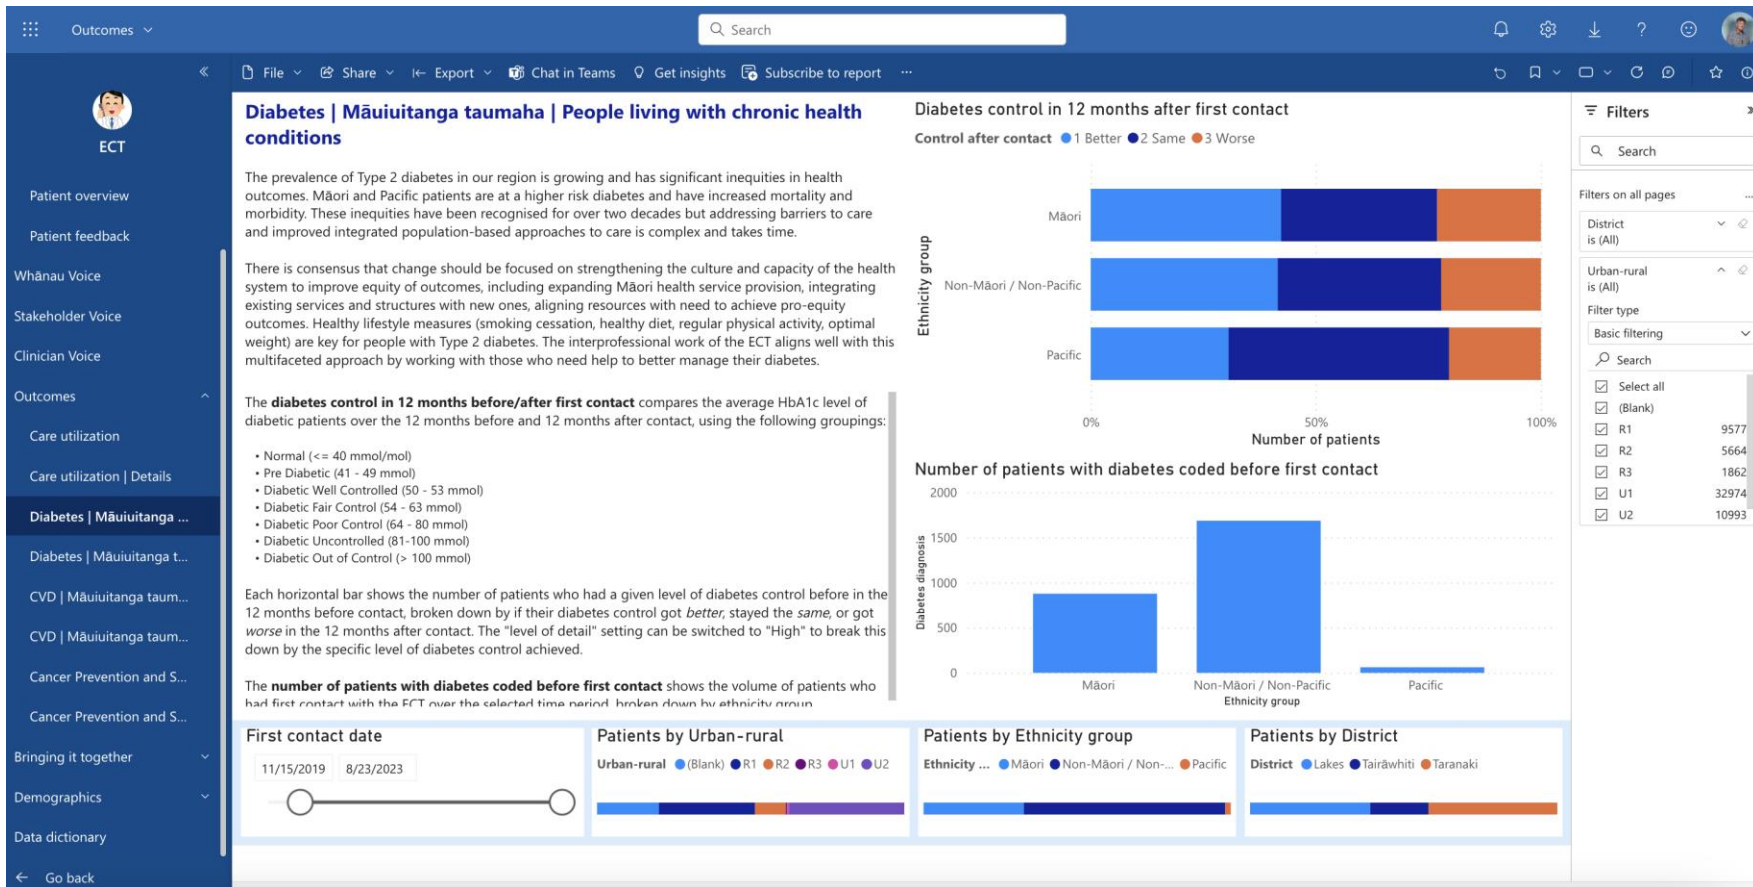 Outcomes
Search
File
Share
Export
Chat in Teams
Get insights
Subscribe to report
...
ECT
Patient overview
Patient feedback
Whānau Voice
Stakeholder Voice
Clinician Voice
Outcomes
Care utilization
Care utilization | Details
Diabetes | Māuiuitanga ...
Diabetes | Māuiuitanga t...
CVD | Māuiuitanga taum...
CVD | Māuiuitanga taum...
Cancer Prevention and S...
Cancer Prevention and S...
Bringing it together
Demographics
Data dictionary
Go back
Diabetes | Māuiuitanga taumaha | People living with chronic health
conditions
The prevalence of Type 2 diabetes in our region is growing and has significant inequities in health
outcomes. Māori and Pacific patients are at a higher risk diabetes and have increased mortality and
morbidity. These inequities have been recognised for over two decades but addressing barriers to care
and improved integrated population-based approaches to care is complex and takes time.
There is consensus that change should be focused on strengthening the culture and capacity of the health
system to improve equity of outcomes, including expanding Māori health service provision, integrating
existing services and structures with new ones, aligning resources with need to achieve pro-equity
outcomes. Healthy lifestyle measures (smoking cessation, healthy diet, regular physical activity, optimal
weight) are key for people with Type 2 diabetes. The interprofessional work of the ECT aligns well with this
multifaceted approach by working with those who need help to better manage their diabetes.
The diabetes control in 12 months before/after first contact compares the average HbA1c level of
diabetic patients over the 12 months before and 12 months after contact, using the following groupings:
• Normal (<= 40 mmol/mol)
• Pre Diabetic (41 - 49 mmol)
• Diabetic Well Controlled (50 - 53 mmol)
• Diabetic Fair Control (54 - 63 mmol)
• Diabetic Poor Control (64 - 80 mmol)
• Diabetic Uncontrolled (81-100 mmol)
• Diabetic Out of Control (> 100 mmol)
Each horizontal bar shows the number of patients who had a given level of diabetes control before in the
12 months before contact, broken down by if their diabetes control got better, stayed the same, or got
worse in the 12 months after contact. The "level of detail" setting can be switched to "High" to break this
down by the specific level of diabetes control achieved.
The number of patients with diabetes coded before first contact shows the volume of patients who
had first contact with the ECT over the selected time period, broken down by ethnicity group
Diabetes control in 12 months after first contact
Control after contact 1 Better 2 Same 3 Worse
Ethnicity group
Māori
Non-Māori / Non-Pacific
Pacific
0% 50% 100%
Number of patients
Number of patients with diabetes coded before first contact
Diabetes diagnosis
2000
1500
1000
500
0
Māori Non-Māori / Non-Pacific Pacific
Ethnicity group
Filters
Search
Filters on all pages
...
District
is (All)
Urban-rural
is (All)
Filter type
Basic filtering
Search
Select all
(Blank)
R1 9577
R2 5664
R3 1862
U1 32974
U2 10993
First contact date
11/15/2019 8/23/2023
Patients by Urban-rural
Urban-rural (Blank) R1 R2 R3 U1 U2
Patients by Ethnicity group
Ethnicity ... Māori Non-Māori / Non-... Pacific
Patients by District
District Lakes Tairāwhiti Taranaki